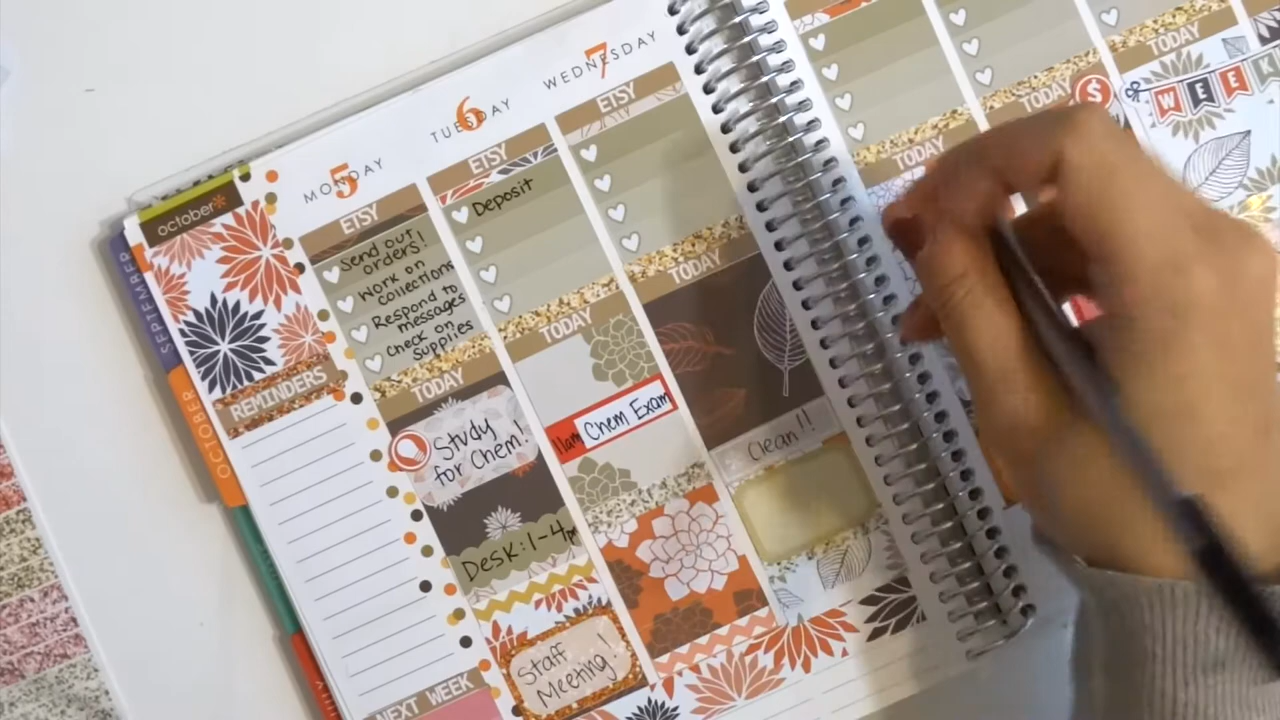 SEPTEMBER
OCTOBER
october*
REMINDERS
NEXT WEEK
MONDAY
5
ETSY
Send out
orders!
Work on
collections
Respond to
messages
Check on
supplies
TODAY
Study
for Chem!
Desk: 1-4pm
Staff
Meeting!
TUESDAY
6
ETSY
Deposit
TODAY
11am Chem Exam
WEDNESDAY
7
ETSY
TODAY
Clean!!
TODAY
TODAY
$
TODAY
WEEK